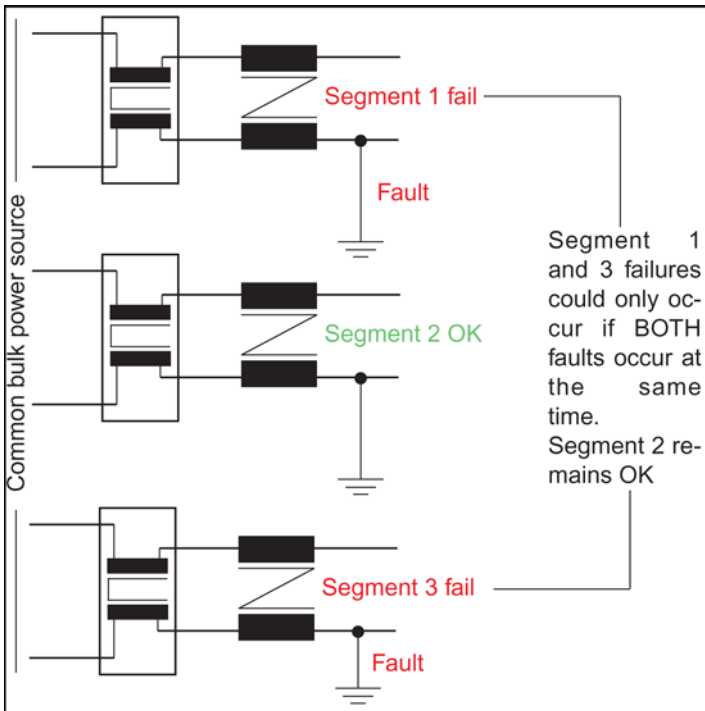 Common bulk power source
Segment 1 fail
Fault
Segment 2 OK
Segment 3 fail
Fault
Segment 1
and 3 failures
could only oc-
cur if BOTH
faults occur at
the same
time.
Segment 2 re-
mains OK